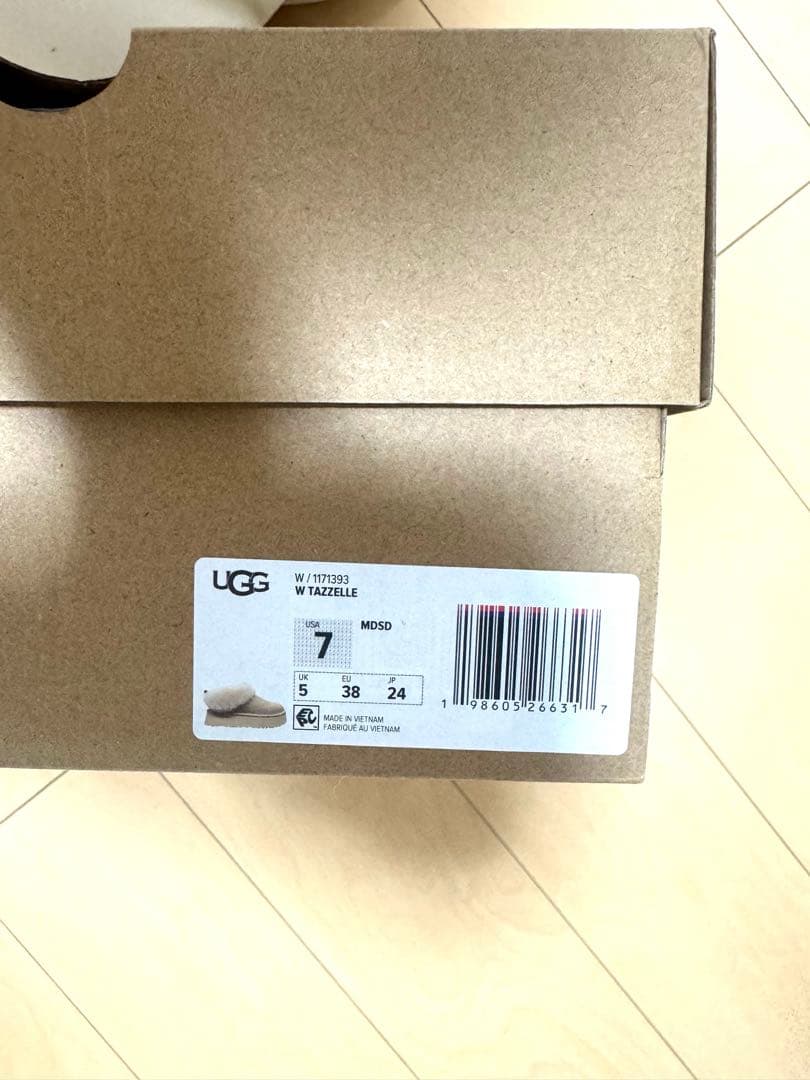 UGG
W / 1171393
W TAZZELLE
USA
7
MDSD
UK EU JP
5 38 24
MADE IN VIETNAM
FABRIQUÉ AU VIETNAM
1 98605 26631 7